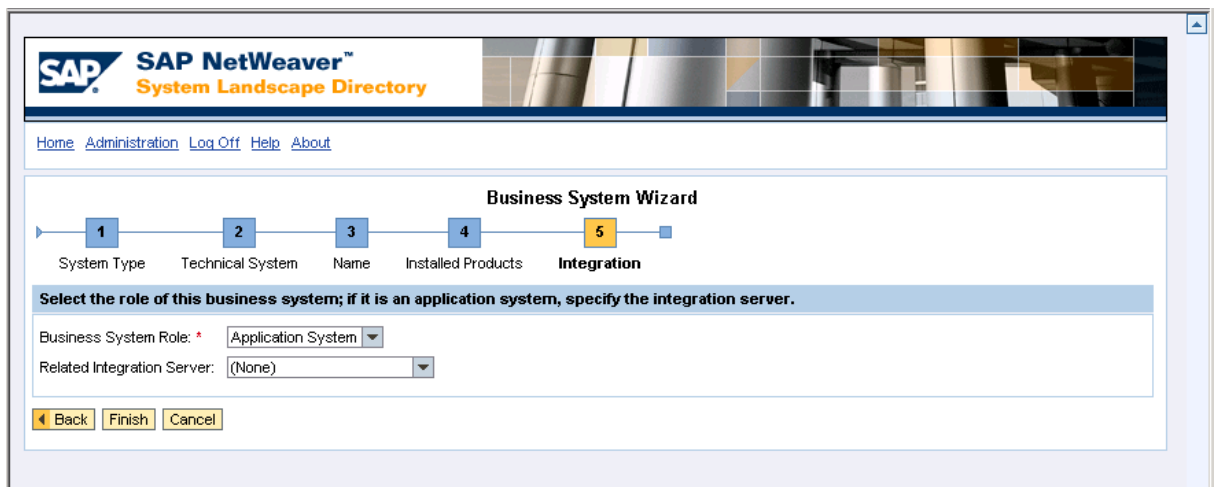 SAP
SAP NetWeaver™
System Landscape Directory
Home Administration Log Off Help About
Business System Wizard
1 2 3 4 5
System Type Technical System Name Installed Products Integration
Select the role of this business system; if it is an application system, specify the integration server.
Business System Role: * Application System
Related Integration Server: (None)
Back Finish Cancel